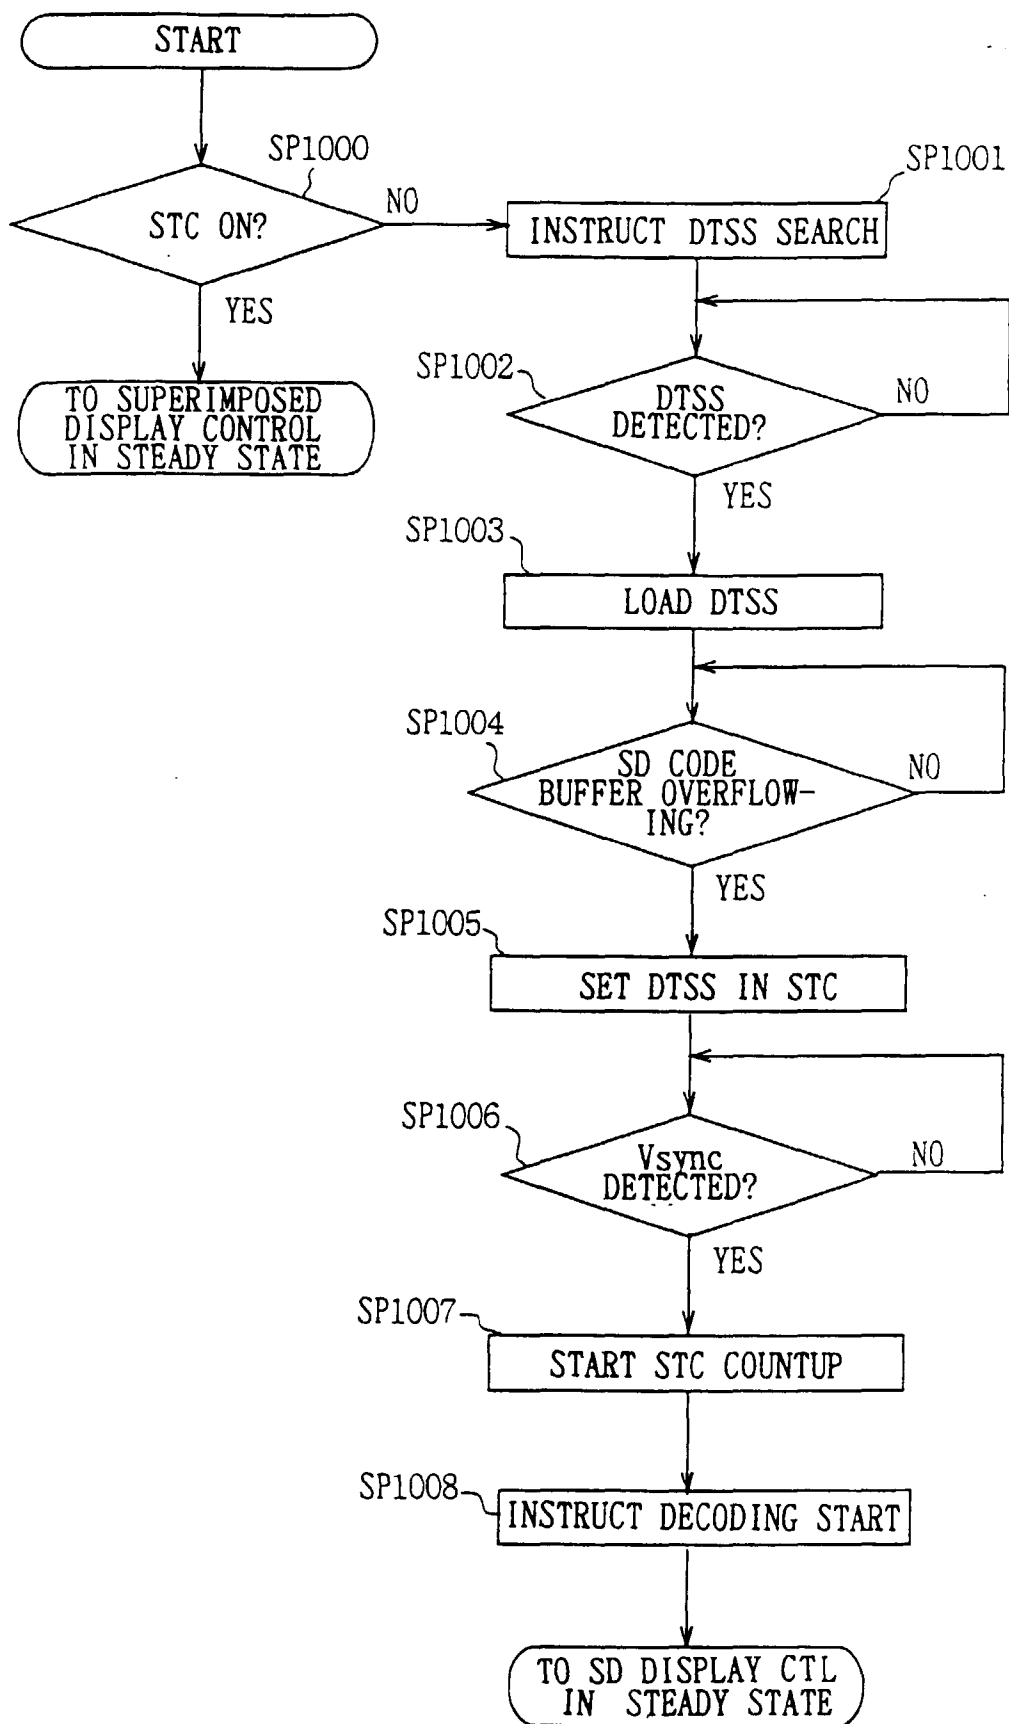 START
SP1000
SP1001
STC ON?
NO
INSTRUCT DTSS SEARCH
YES
SP1002
DTSS
DETECTED?
NO
TO SUPERIMPOSED
DISPLAY CONTROL
IN STEADY STATE
YES
SP1003
LOAD DTSS
SP1004
SD CODE
BUFFER OVERFLOW-
ING?
NO
YES
SP1005
SET DTSS IN STC
SP1006
Vsync
DETECTED?
NO
YES
SP1007
START STC COUNTUP
SP1008
INSTRUCT DECODING START
TO SD DISPLAY CTL
IN STEADY STATE